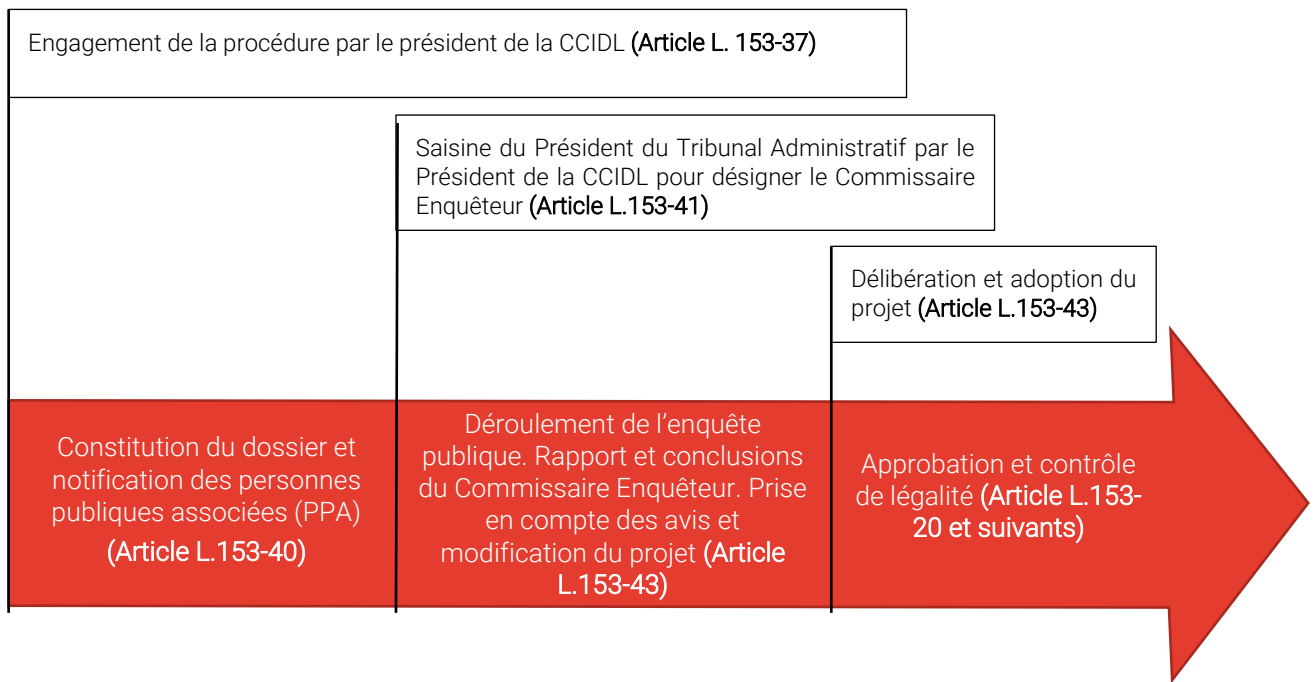 Engagement de la procédure par le président de la CCIDL (Article L. 153-37)
Saisine du Président du Tribunal Administratif par le
Président de la CCIDL pour désigner le Commissaire
Enquêteur (Article L.153-41)
Délibération et adoption du
projet (Article L.153-43)
Constitution du dossier et
notification des personnes
publiques associées (PPA)
(Article L.153-40)
Déroulement de l’enquête
publique. Rapport et conclusions
du Commissaire Enquêteur. Prise
en compte des avis et
modification du projet (Article
L.153-43)
Approbation et contrôle
de légalité (Article L.153-
20 et suivants)